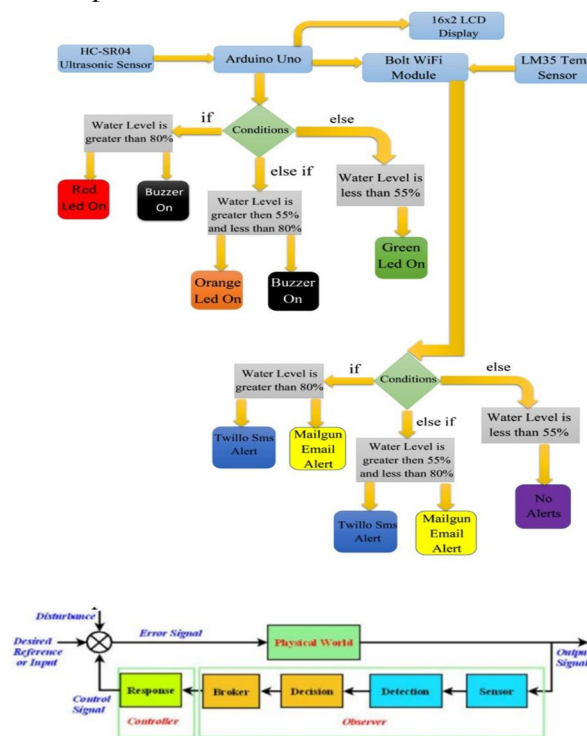 16x2 LCD
Display
HC-SR04
Ultrasonic Sensor
Arduino Uno
Bolt WiFi
Module
LM35 Tem
Sensor
if
Conditions
else
Water Level is
greater than 80%
else if
Water Level is
less than 55%
Red
Led On
Buzzer
On
Water Level is
greater then 55%
and less than 80%
Green
Led On
Orange
Led On
Buzzer
On
if
Conditions
else
Water Level is
greater than 80%
else if
Water Level is
less than 55%
Twillo Sms
Alert
Mailgun
Email
Alert
Water Level is
greater then 55%
and less than 80%
No
Alerts
Twillo Sms
Alert
Mailgun
Email
Alert
Disturbance
Desired
Reference
or Input
Error Signal
Physical World
Output
Signal
Control
Signal
Response
Broker
Decision
Detection
Sensor
Controller
Observer